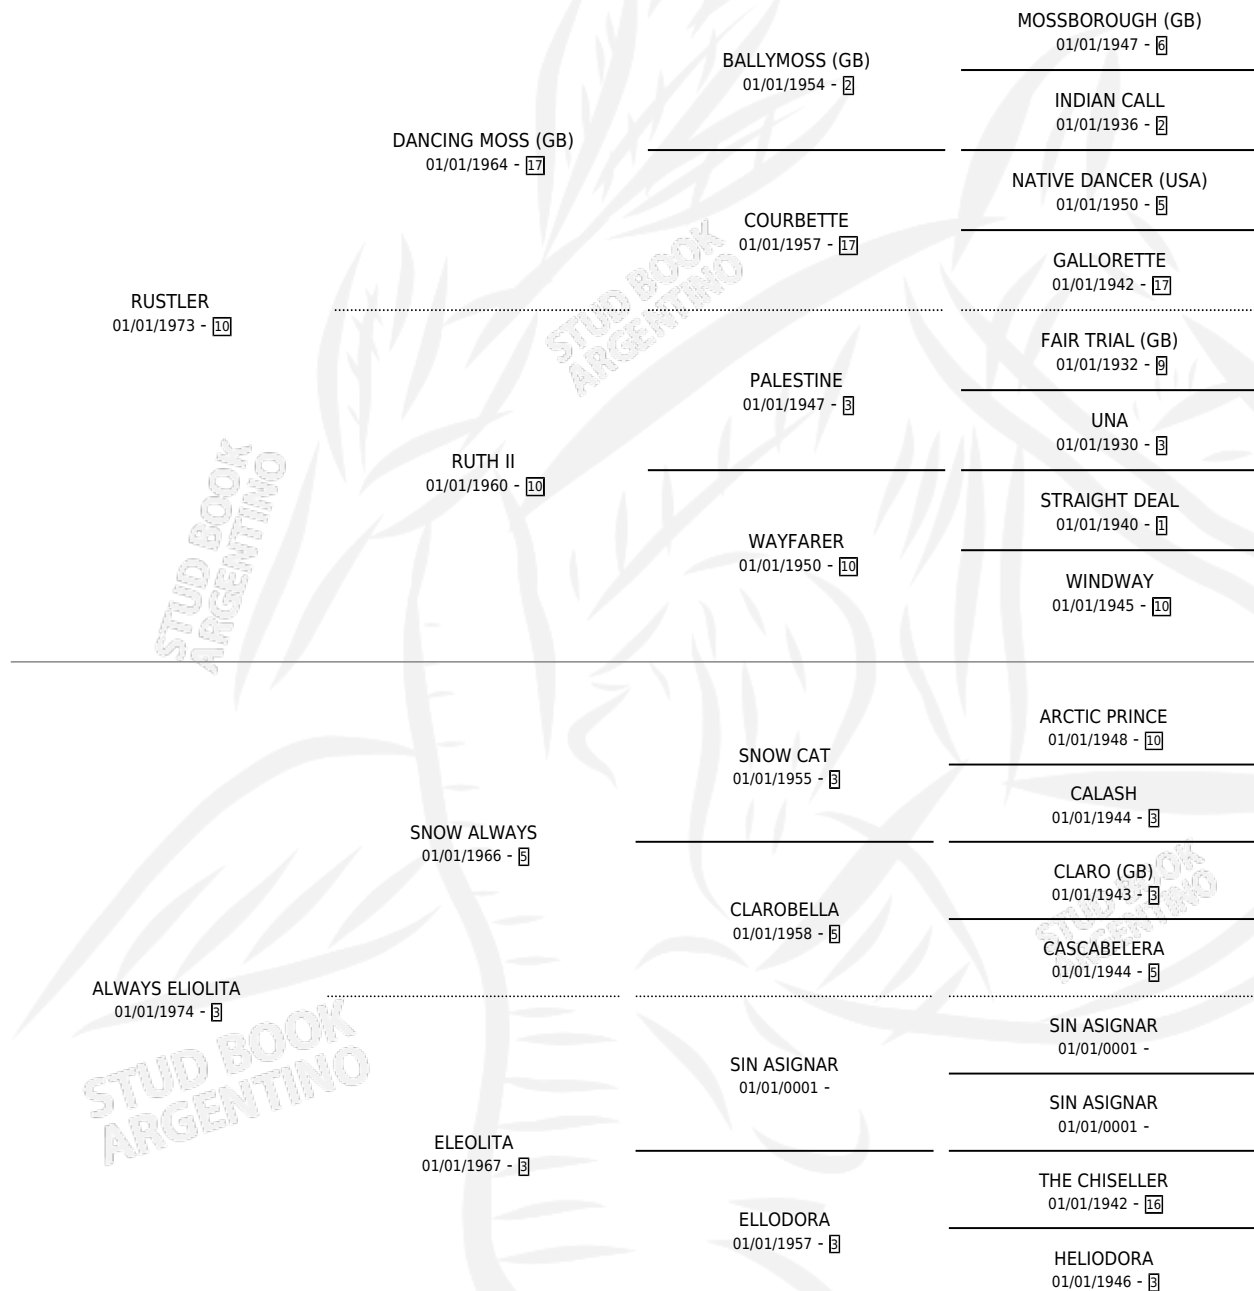 MOSSBOROUGH (GB)
01/01/1947 - 6
BALLYMOSS (GB)
01/01/1954 - 2
INDIAN CALL
01/01/1936 - 2
DANCING MOSS (GB)
01/01/1964 - 17
NATIVE DANCER (USA)
01/01/1950 - 5
COURBETTE
01/01/1957 - 17
GALLORETTE
01/01/1942 - 17
RUSTLER
01/01/1973 - 10
FAIR TRIAL (GB)
01/01/1932 - 9
PALESTINE
01/01/1947 - 3
UNA
01/01/1930 - 3
RUTH II
01/01/1960 - 10
STRAIGHT DEAL
01/01/1940 - 1
WAYFARER
01/01/1950 - 10
WINDWAY
01/01/1945 - 10
ARCTIC PRINCE
01/01/1948 - 10
SNOW CAT
01/01/1955 - 3
CALASH
01/01/1944 - 3
SNOW ALWAYS
01/01/1966 - 5
CLARO (GB)
01/01/1943 - 3
CLAROBELLA
01/01/1958 - 5
CASCABELERA
01/01/1944 - 5
ALWAYS ELIOLITA
01/01/1974 - 3
SIN ASIGNAR
01/01/0001 -
SIN ASIGNAR
01/01/0001 -
SIN ASIGNAR
01/01/0001 -
ELEOLITA
01/01/1967 - 3
THE CHISELLER
01/01/1942 - 16
ELLODORA
01/01/1957 - 3
HELIODORA
01/01/1946 - 3
STUD BOOK
ARGENTINO
STUD BOOK
ARGENTINO
STUD BOOK
ARGENTINO
STUD BOOK
ARGENTINO